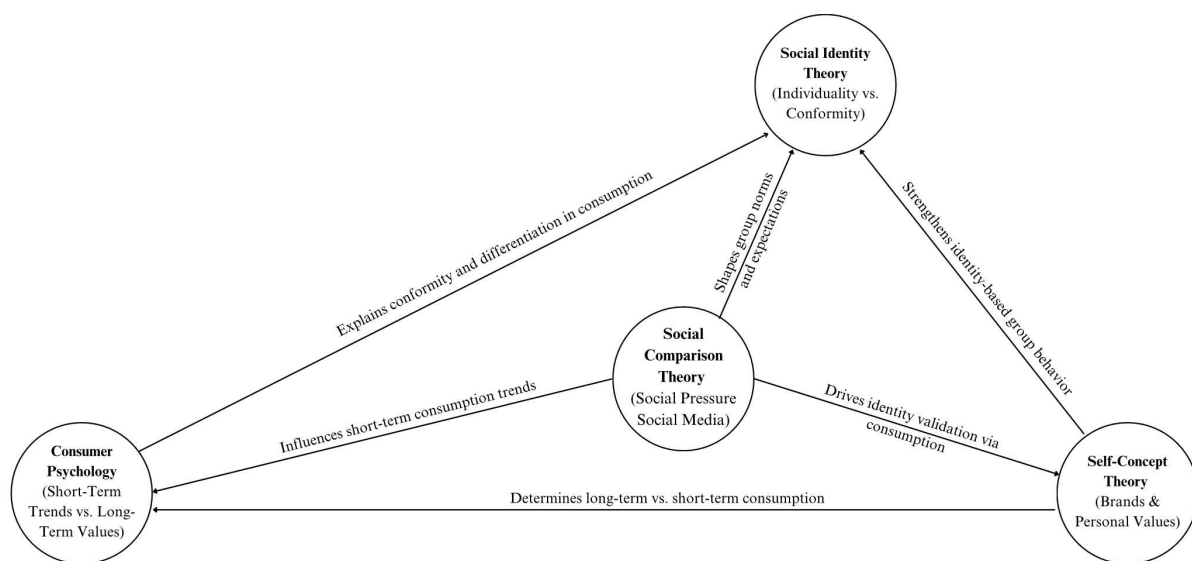 Social Identity
Theory
(Individuality vs.
Conformity)
Explains conformity and differentiation in consumption
Shapes group norms
and expectations
Strengthens identity-based group behavior
Social
Comparison
Theory
(Social Pressure
Social Media)
Influences short-term consumption trends
Drives identity validation via
consumption
Consumer
Psychology
(Short-Term
Trends vs. Long-
Term Values)
Determines long-term vs. short-term consumption
Self-Concept
Theory
(Brands &
Personal Values)